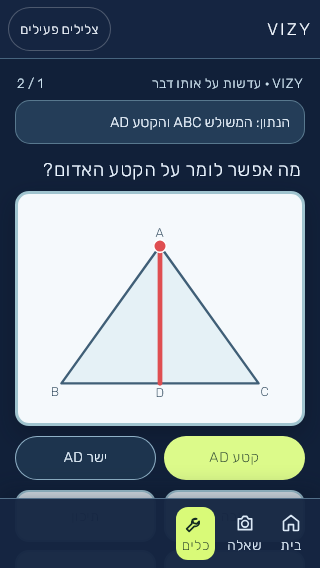 VIZY
צלילים פעילים
VIZY • עדשות על אותו דבר
2 / 1
הנתון: המשולש ABC והקטע AD
מה אפשר לומר על הקטע האדום?
A
B
D
C
קטע AD
ישר AD
בית
שאלה
כלים